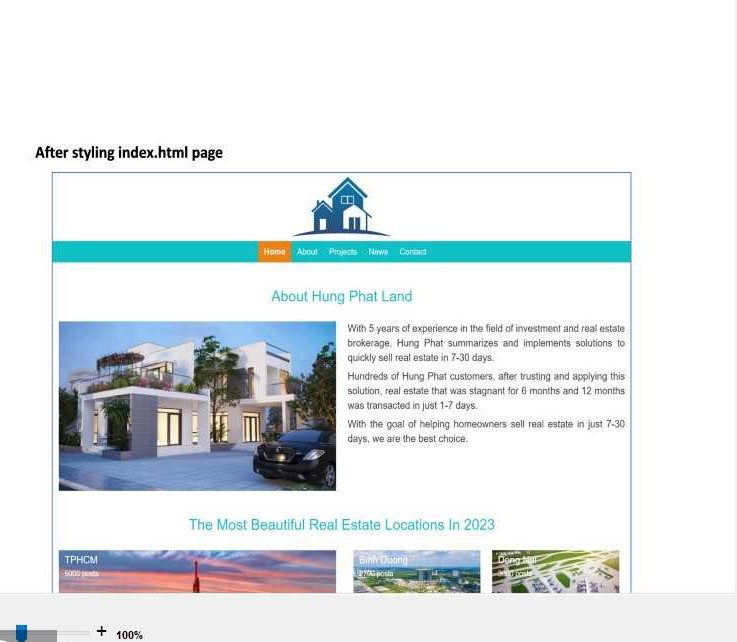 After styling index.html page
Home About Projects News Contact
About Hung Phat Land
With 5 years of experience in the field of investment and real estate
brokerage. Hung Phat summarizes and implements solutions to
quickly sell real estate in 7-30 days.
Hundreds of Hung Phat customers, after trusting and applying this
solution, real estate that was stagnant for 6 months and 12 months
was transacted in just 1-7 days.
With the goal of helping homeowners sell real estate in just 7-30
days, we are the best choice.
The Most Beautiful Real Estate Locations In 2023
TPHCM Binh Duong Dong Nai
5000 posts posts
100%